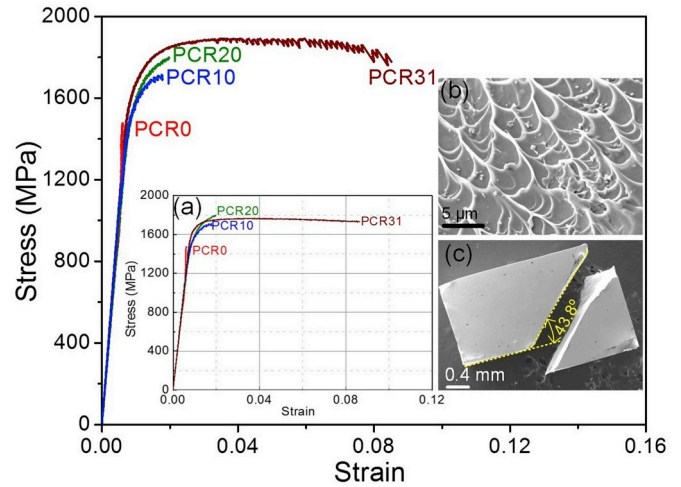 2000
1600
1200
800
400
0
Stress (MPa)
0.00
0.04
0.08
0.12
0.16
Strain
PCR20
PCR10
PCR0
PCR31
(a)
2000
1600
1200
800
400
0
Stress (MPa)
0.00
0.04
0.08
0.12
Strain
PCR20
PCR10
PCR0
PCR31
(b)
5 µm
(c)
43.8°
0.4 mm